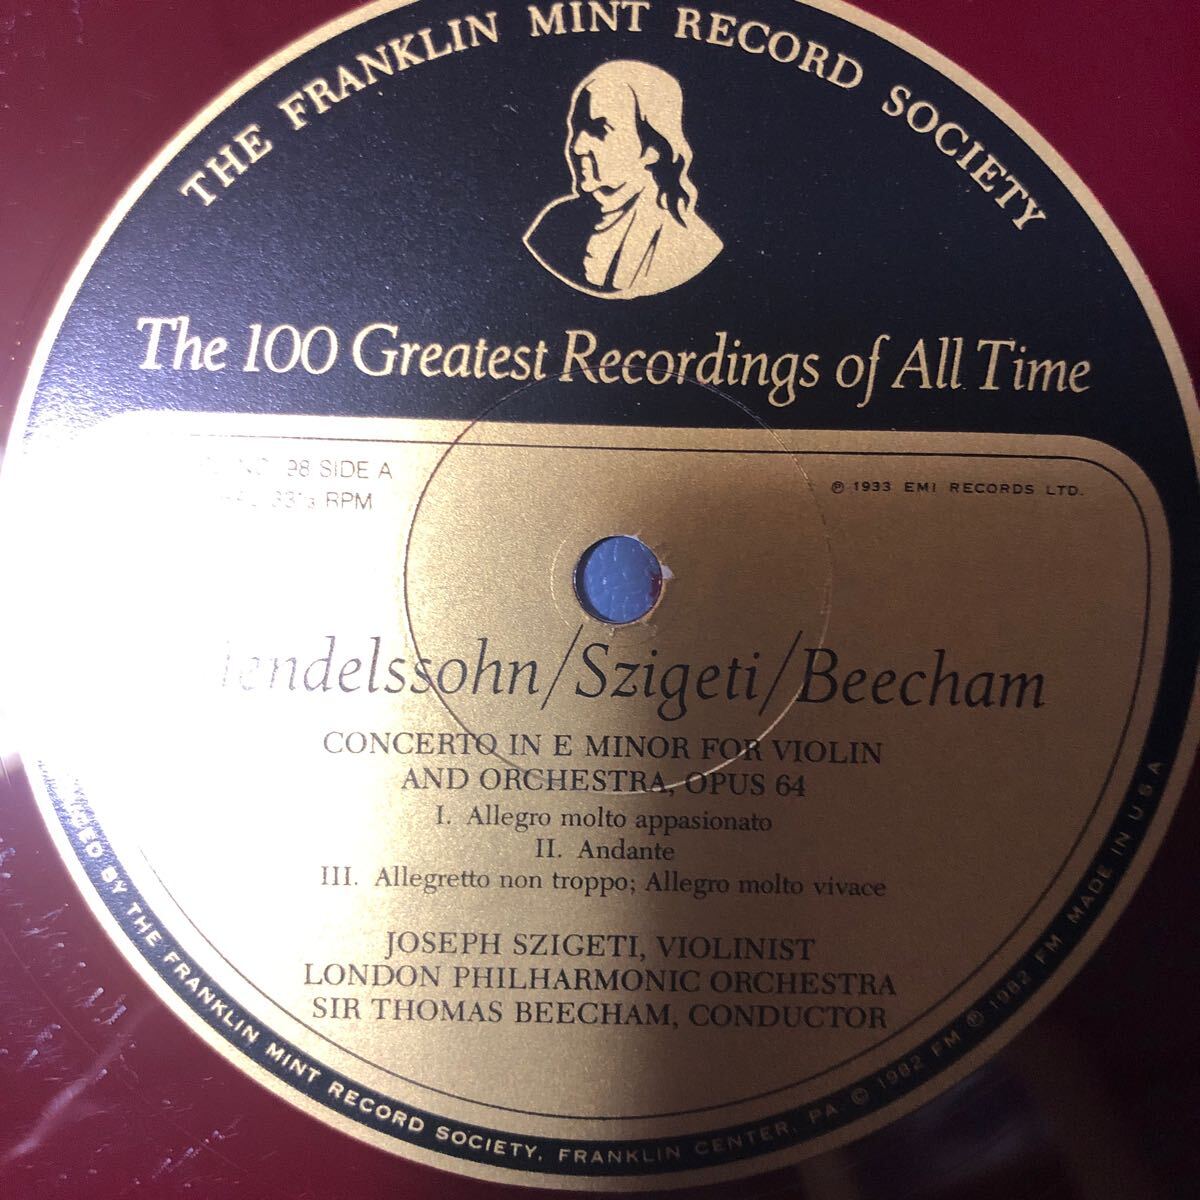 THE FRANKLIN MINT RECORD SOCIETY
The 100 Greatest Recordings of All Time
98 SIDE A
33⅓ RPM
℗ 1933 EMI RECORDS LTD.
Mendelssohn/Szigeti/Beecham
CONCERTO IN E MINOR FOR VIOLIN
AND ORCHESTRA, OPUS 64
I. Allegro molto appasionato
II. Andante
III. Allegretto non troppo; Allegro molto vivace
JOSEPH SZIGETI, VIOLINIST
LONDON PHILHARMONIC ORCHESTRA
SIR THOMAS BEECHAM, CONDUCTOR
BY THE FRANKLIN MINT RECORD SOCIETY, FRANKLIN CENTER, PA. © 1982 FM ℗ 1982 FM MADE IN U.S.A